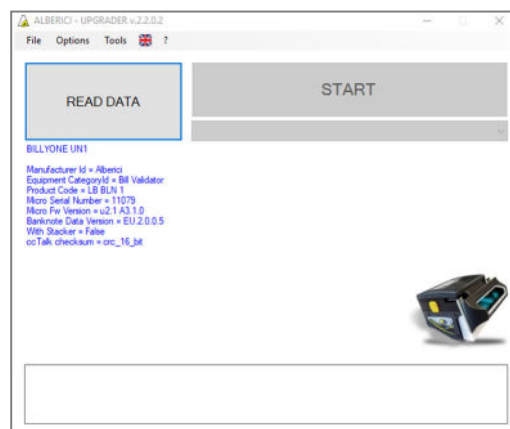 ALBERICI - UPGRADER v.2.2.0.2
File Options Tools ?
READ DATA
START
BILLYONE UN1
Manufacturer Id = Alberici
Equipment CategoryId = Bill Validator
Product Code = LB BLN 1
Micro Serial Number = 11079
Micro Fw Version = u2.1 A3.1.0
Banknote Data Version = EU.2.0.0.5
With Stacker = False
ccTalk checksum = crc_16_bit